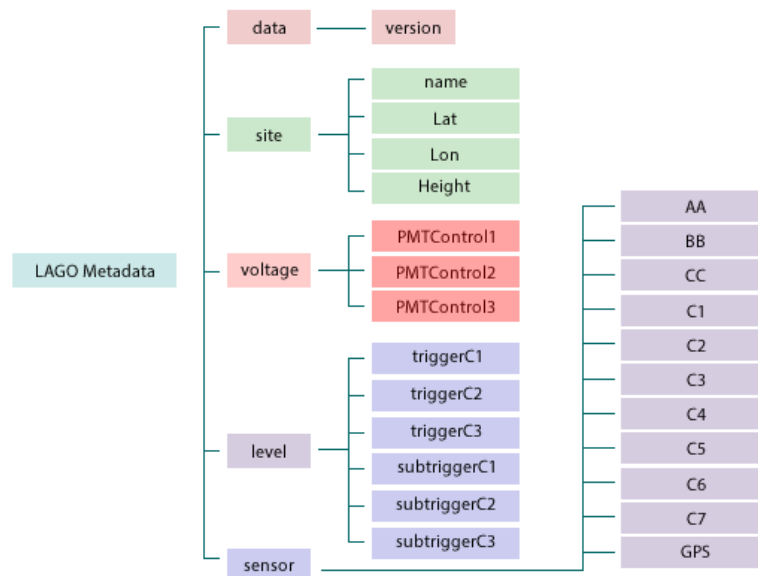 LAGO Metadata
data
version
site
name
Lat
Lon
Height
voltage
PMTControl1
PMTControl2
PMTControl3
level
triggerC1
triggerC2
triggerC3
subtriggerC1
subtriggerC2
subtriggerC3
sensor
AA
BB
CC
C1
C2
C3
C4
C5
C6
C7
GPS